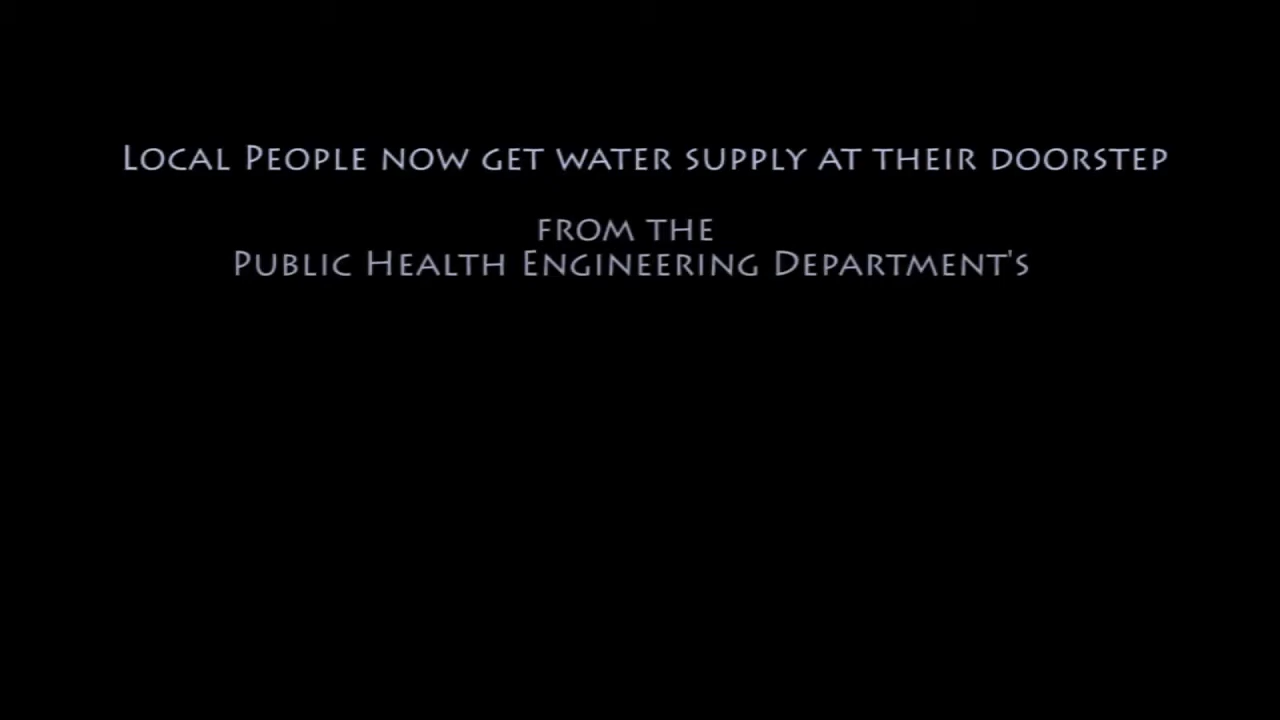 Local People now get water supply at their doorstep
from the
Public Health Engineering Department's